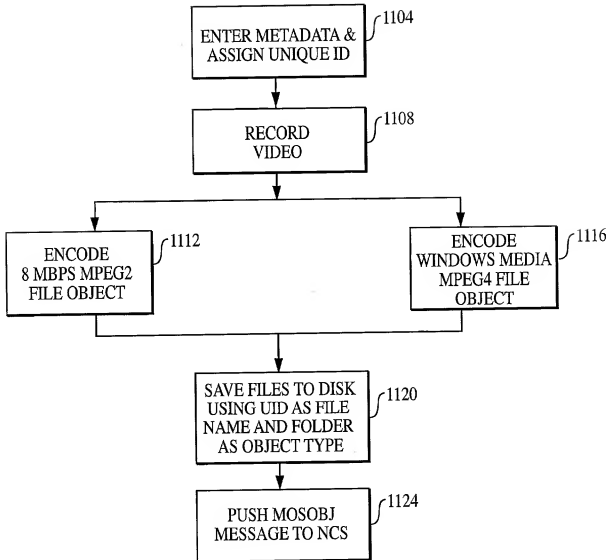 ENTER METADATA &
ASSIGN UNIQUE ID
1104
RECORD
VIDEO
1108
ENCODE
8 MBPS MPEG2
FILE OBJECT
1112
ENCODE
WINDOWS MEDIA
MPEG4 FILE
OBJECT
1116
SAVE FILES TO DISK
USING UID AS FILE
NAME AND FOLDER
AS OBJECT TYPE
1120
PUSH MOSOBJ
MESSAGE TO NCS
1124